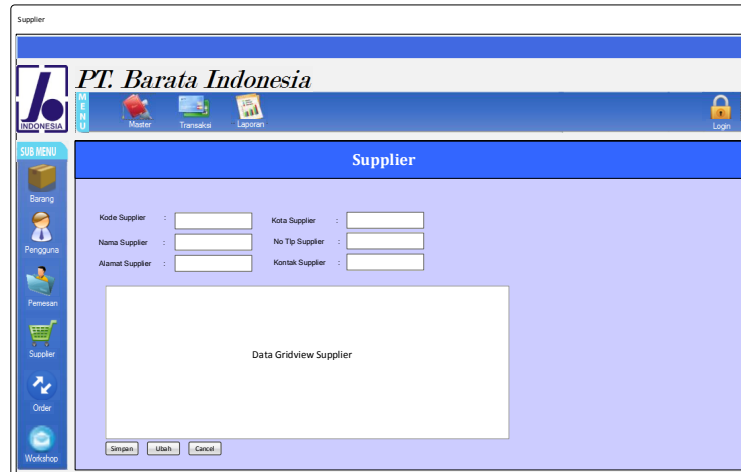 Supplier
PT. Barata Indonesia
INDONESIA
MENU
Master
Transaksi
Laporan
Login
SUB MENU
Supplier
Barang
Pengguna
Pemesan
Supplier
Order
Workshop
Kode Supplier :
Kota Supplier :
Nama Supplier :
No Tlp Supplier :
Alamat Supplier :
Kontak Supplier :
Data Gridview Supplier
Simpan
Ubah
Cancel